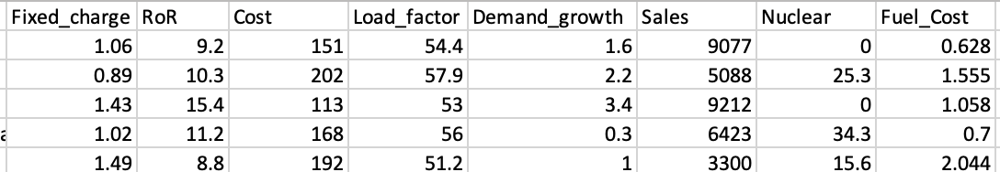 Fixed_charge RoR Cost Load_factor Demand_growth Sales Nuclear Fuel_Cost
1.06 9.2 151 54.4 1.6 9077 0 0.628
0.89 10.3 202 57.9 2.2 5088 25.3 1.555
1.43 15.4 113 53 3.4 9212 0 1.058
1.02 11.2 168 56 0.3 6423 34.3 0.7
1.49 8.8 192 51.2 1 3300 15.6 2.044